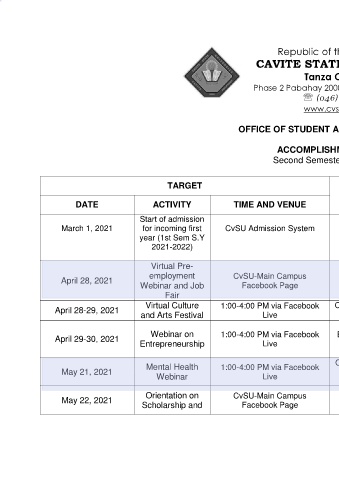 Republic of th
CAVITE STATE
Tanza C
Phase 2 Pabahay 2000
☏ (046)
www.cvs
OFFICE OF STUDENT A
ACCOMPLISHM
Second Semeste
TARGET
DATE ACTIVITY TIME AND VENUE
March 1, 2021 Start of admission
for incoming first
year (1st Sem S.Y
2021-2022) CvSU Admission System
April 28, 2021 Virtual Pre-
employment
Webinar and Job
Fair CvSU-Main Campus
Facebook Page
April 28-29, 2021 Virtual Culture
and Arts Festival 1:00-4:00 PM via Facebook
Live
April 29-30, 2021 Webinar on
Entrepreneurship 1:00-4:00 PM via Facebook
Live
May 21, 2021 Mental Health
Webinar 1:00-4:00 PM via Facebook
Live
May 22, 2021 Orientation on
Scholarship and CvSU-Main Campus
Facebook Page